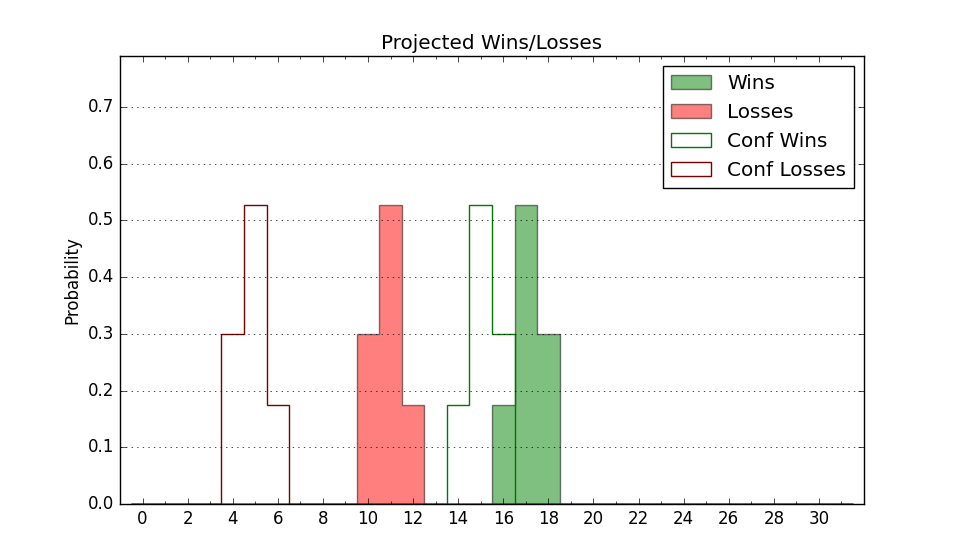 Projected Wins/Losses
Wins
Losses
Conf Wins
Conf Losses
Probability
0.7
0.6
0.5
0.4
0.3
0.2
0.1
0.0
0 2 4 6 8 10 12 14 16 18 20 22 24 26 28 30